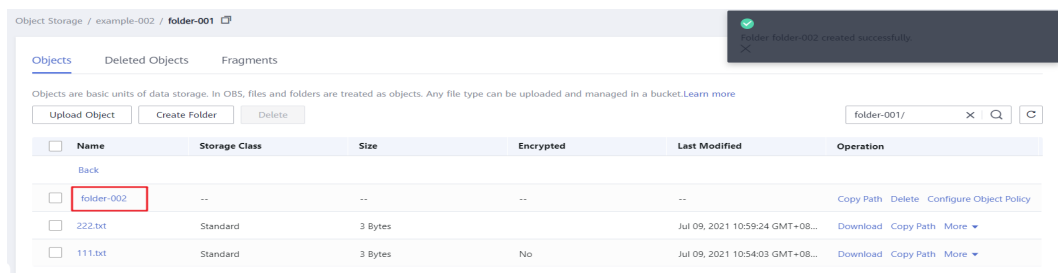 Object Storage / example-002 / folder-001
Folder folder-002 created successfully.
Objects Deleted Objects Fragments
Objects are basic units of data storage. In OBS, files and folders are treated as objects. Any file type can be uploaded and managed in a bucket.Learn more
Upload Object Create Folder Delete folder-001/
Name Storage Class Size Encrypted Last Modified Operation
Back
folder-002 -- -- -- -- Copy Path Delete Configure Object Policy
222.txt Standard 3 Bytes Jul 09, 2021 10:59:24 GMT+08... Download Copy Path More
111.txt Standard 3 Bytes No Jul 09, 2021 10:54:03 GMT+08... Download Copy Path More